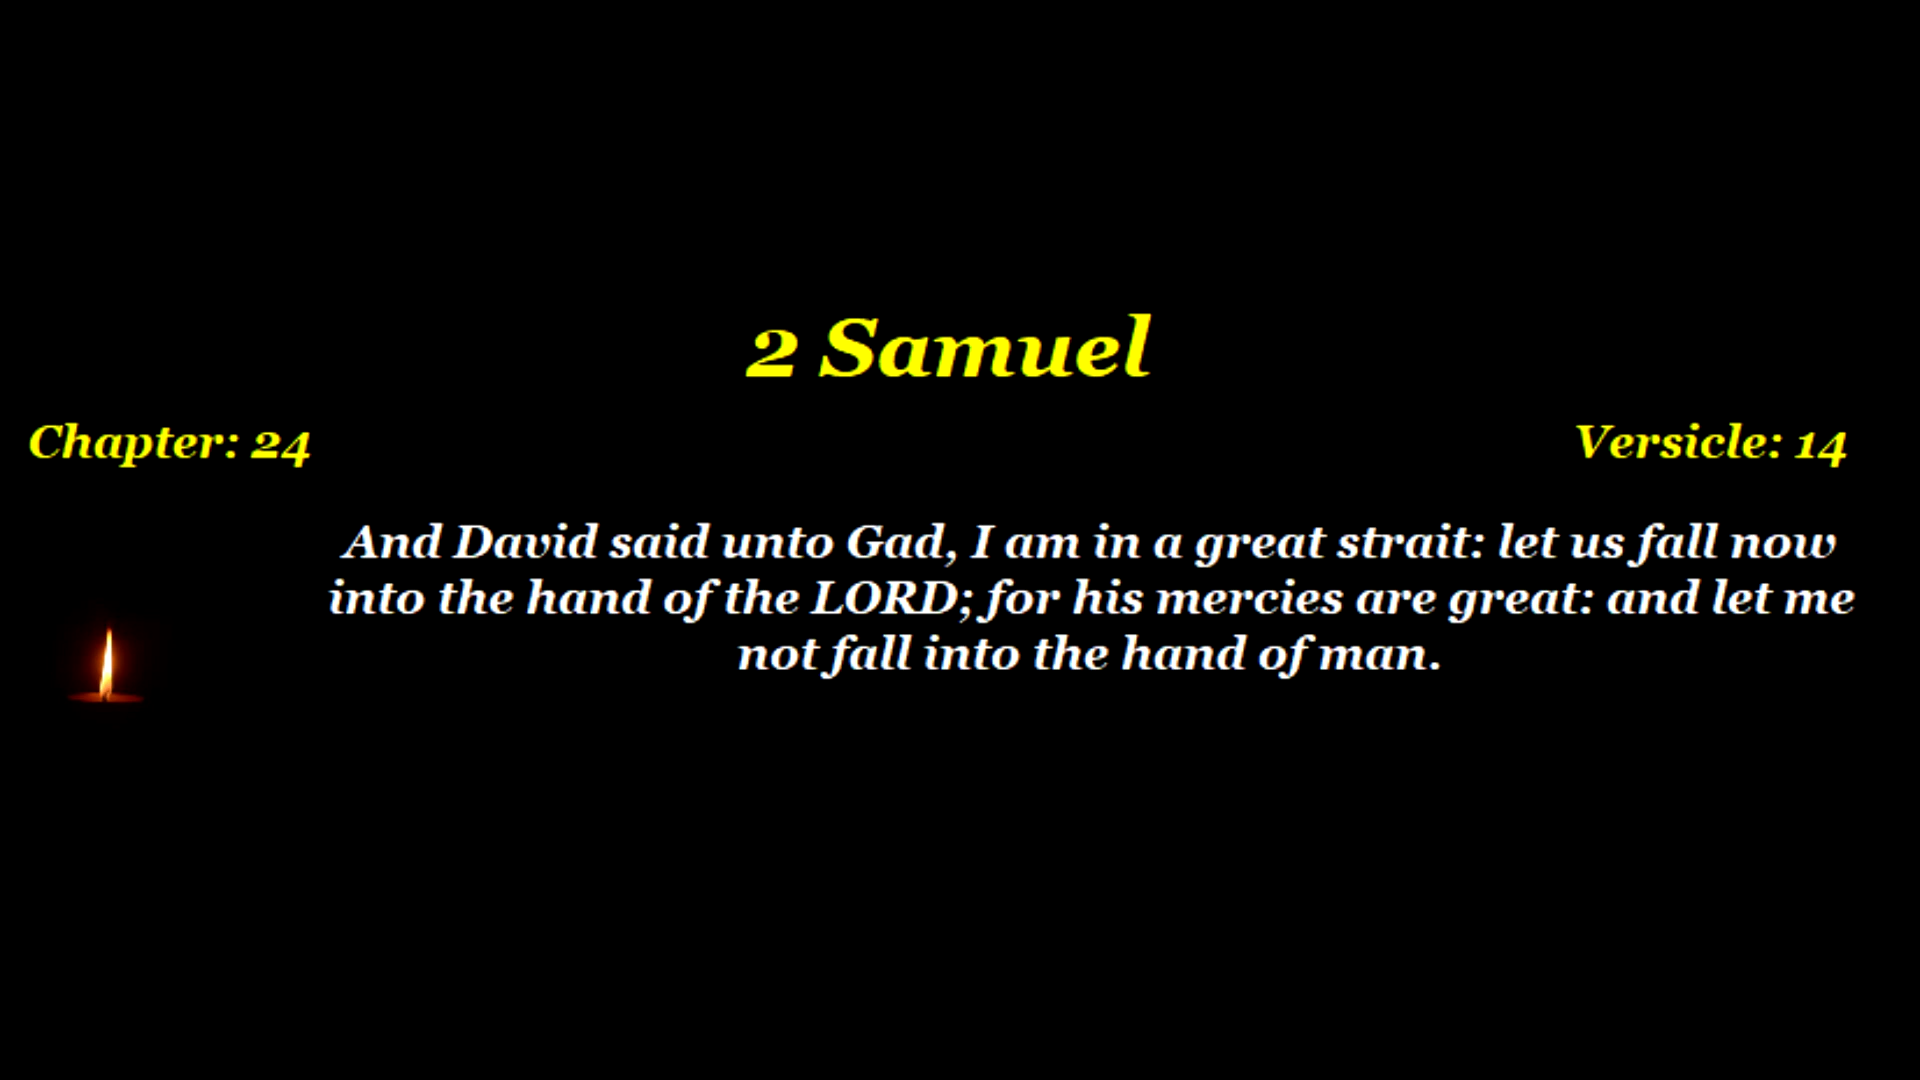 2 Samuel
Chapter: 24
Versicle: 14
And David said unto Gad, I am in a great strait: let us fall now
into the hand of the LORD; for his mercies are great: and let me
not fall into the hand of man.